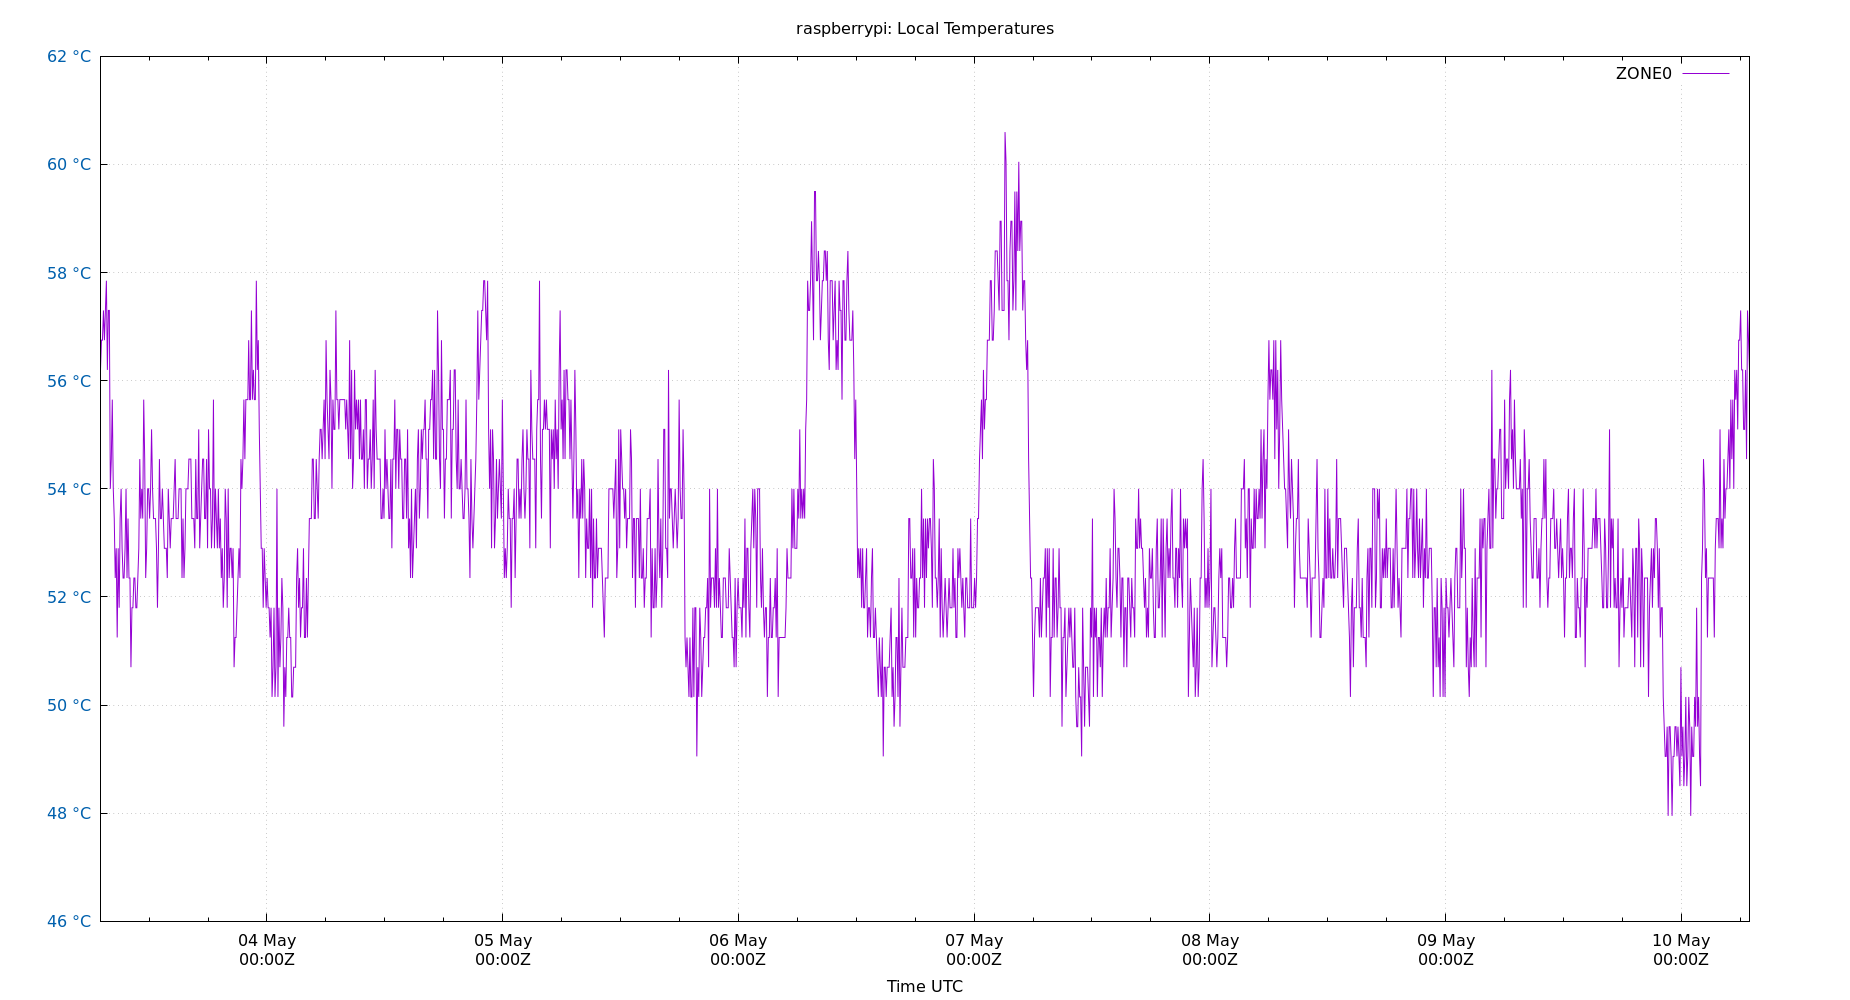 raspberrypi: Local Temperatures
62 °C
ZONE0
60 °C
58 °C
56 °C
54 °C
52 °C
50 °C
48 °C
46 °C
04 May 05 May 06 May 07 May 08 May 09 May 10 May
00:00Z 00:00Z 00:00Z 00:00Z 00:00Z 00:00Z 00:00Z
Time UTC